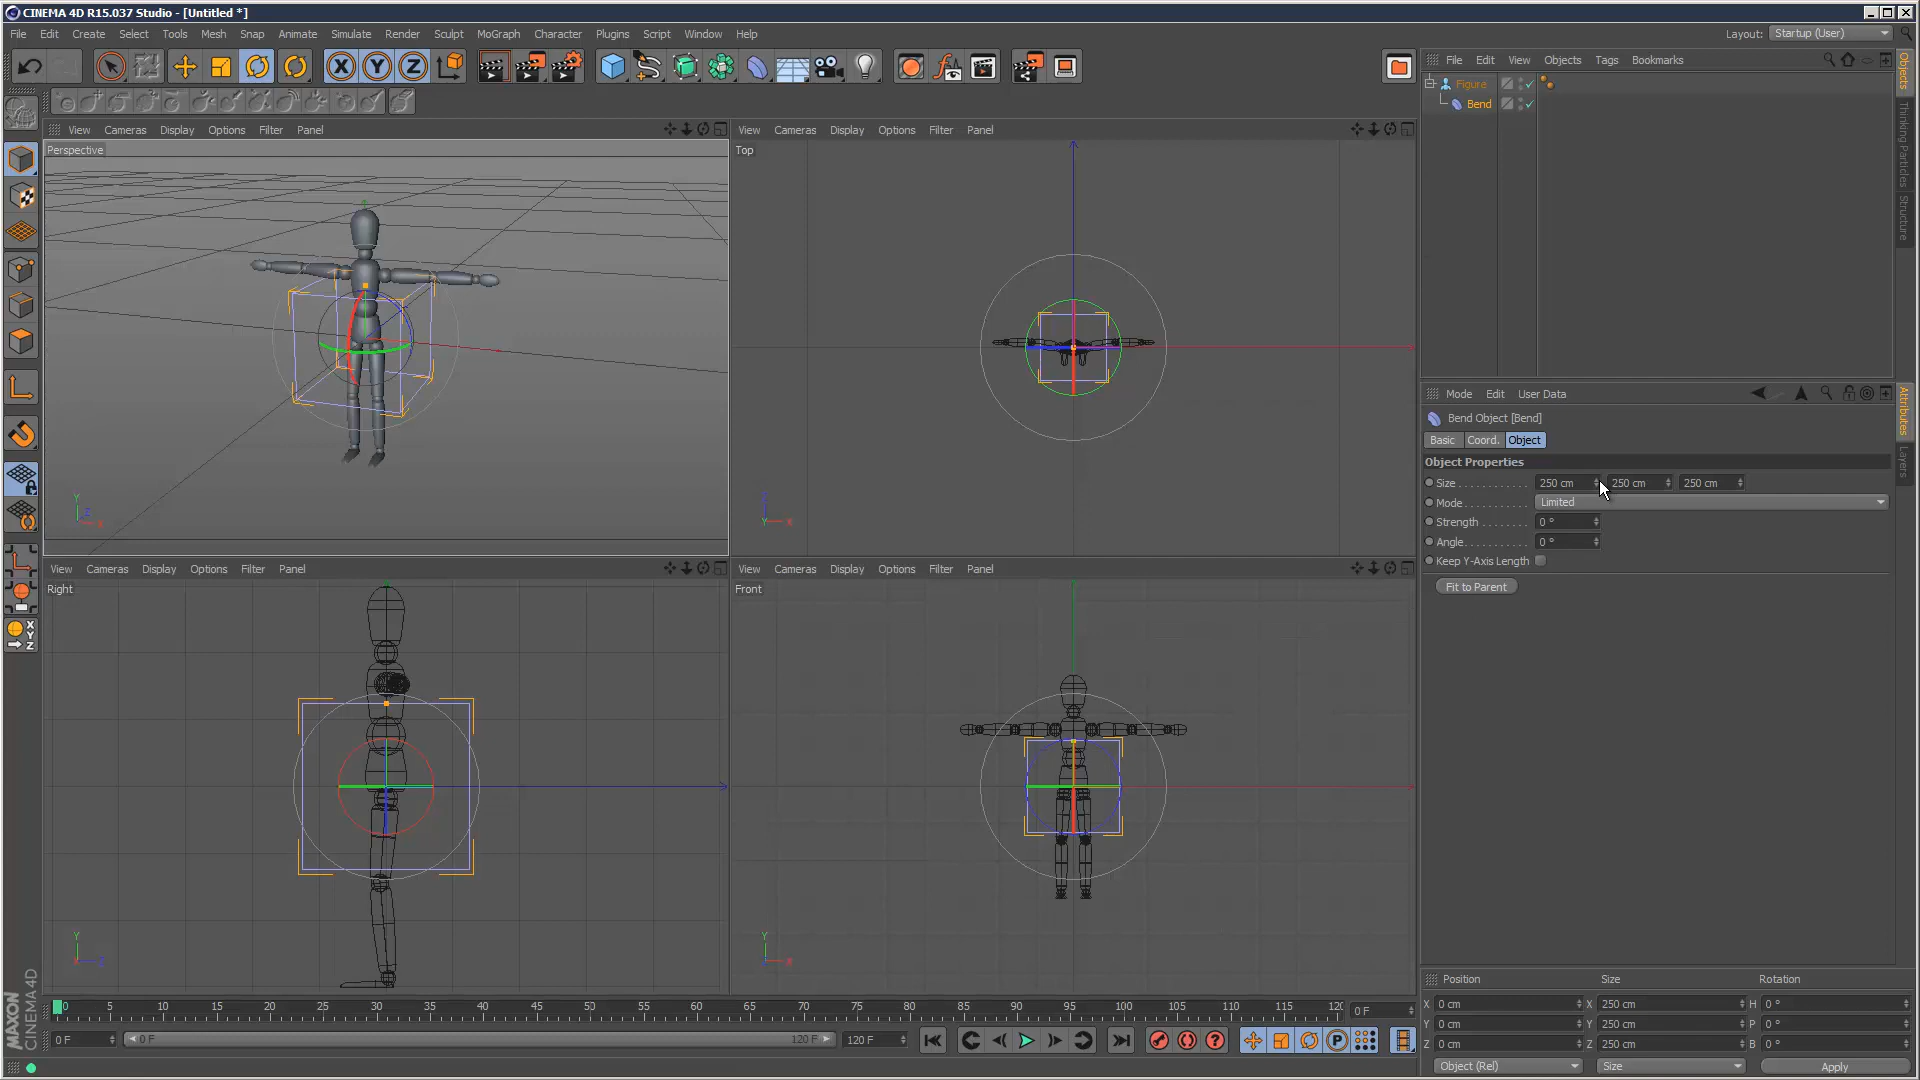 CINEMA 4D R15.037 Studio - [Untitled *]
File Edit Create Select Tools Mesh Snap Animate Simulate Render Sculpt MoGraph Character Plugins Script Window Help
Layout: Startup (User)
X Y Z
File Edit View Objects Tags Bookmarks
Figure
Bend
Objects
Thinking Particles
Structure
View Cameras Display Options Filter Panel
Perspective
Y
Z
X
View Cameras Display Options Filter Panel
Top
Z
Y X
Mode Edit User Data
Bend Object [Bend]
Basic Coord. Object
Object Properties
Size 250 cm 250 cm 250 cm
Mode Limited
Strength 0 °
Angle 0 °
Keep Y-Axis Length
Fit to Parent
Attributes
Layers
View Cameras Display Options Filter Panel
Right
Y
X Z
View Cameras Display Options Filter Panel
Front
Y
Z X
X
Y
Z
MAXON
CINEMA 4D
0 5 10 15 20 25 30 35 40 45 50 55 60 65 70 75 80 85 90 95 100 105 110 115 120
0 F
0 F 0 F 120 F 120 F
P
Position Size Rotation
X 0 cm X 250 cm H 0 °
Y 0 cm Y 250 cm P 0 °
Z 0 cm Z 250 cm B 0 °
Object (Rel) Size Apply